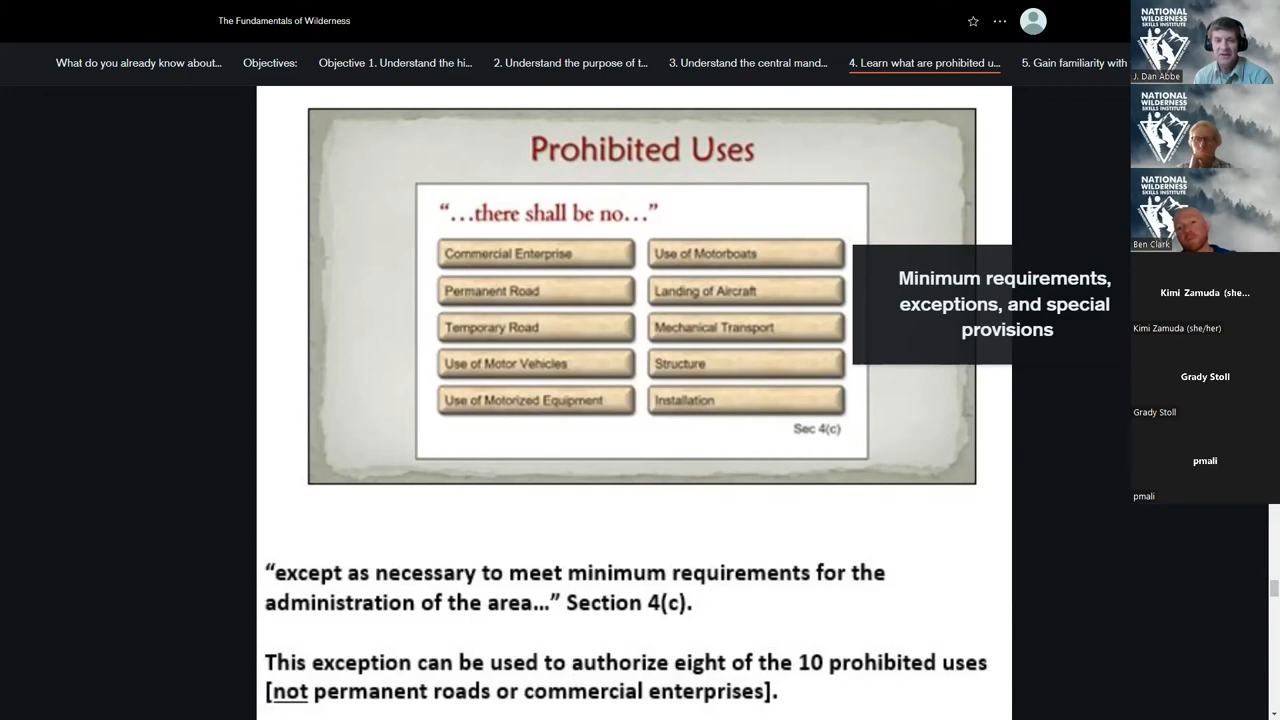 The Fundamentals of Wilderness
What do you already know about...
Objectives:
Objective 1. Understand the hi...
2. Understand the purpose of t...
3. Understand the central mand...
4. Learn what are prohibited u...
5. Gain familiarity with
Prohibited Uses
“...there shall be no...”
Commercial Enterprise
Use of Motorboats
Permanent Road
Landing of Aircraft
Temporary Road
Mechanical Transport
Use of Motor Vehicles
Structure
Use of Motorized Equipment
Installation
Sec 4(c)
Minimum requirements,
exceptions, and special
provisions
“except as necessary to meet minimum requirements for the
administration of the area...” Section 4(c).
This exception can be used to authorize eight of the 10 prohibited uses
[not permanent roads or commercial enterprises].
NATIONAL
WILDERNESS
SKILLS INSTITUTE
J. Dan Abbe
NATIONAL
WILDERNESS
SKILLS INSTITUTE
NATIONAL
WILDERNESS
SKILLS INSTITUTE
Ben Clark
Kimi Zamuda (she...
Kimi Zamuda (she/her)
Grady Stoll
Grady Stoll
pmali
pmali